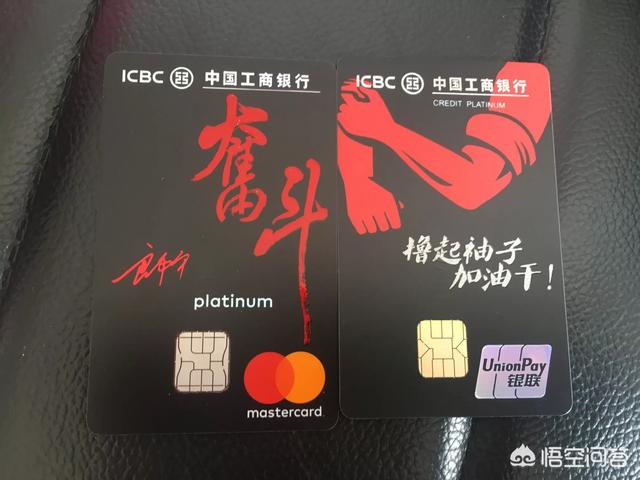 ICBC 中国工商银行
奋斗
platinum
mastercard
ICBC 中国工商银行
CREDIT PLATINUM
撸起袖子
加油干!
UnionPay
银联
悟空问答